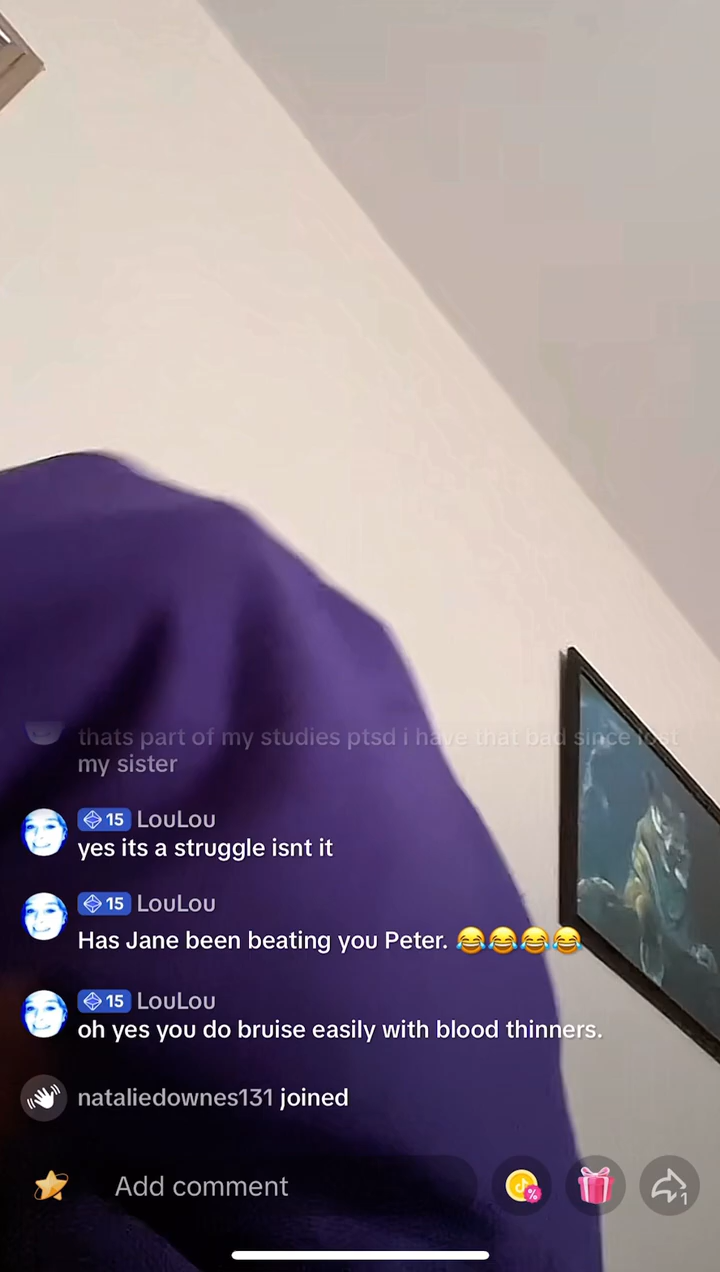 thats part of my studies ptsd i have that bad since lost
my sister
15 LouLou
yes its a struggle isnt it
15 LouLou
Has Jane been beating you Peter. 😂😂😂😂
15 LouLou
oh yes you do bruise easily with blood thinners.
nataliedownes131 joined
Add comment
1